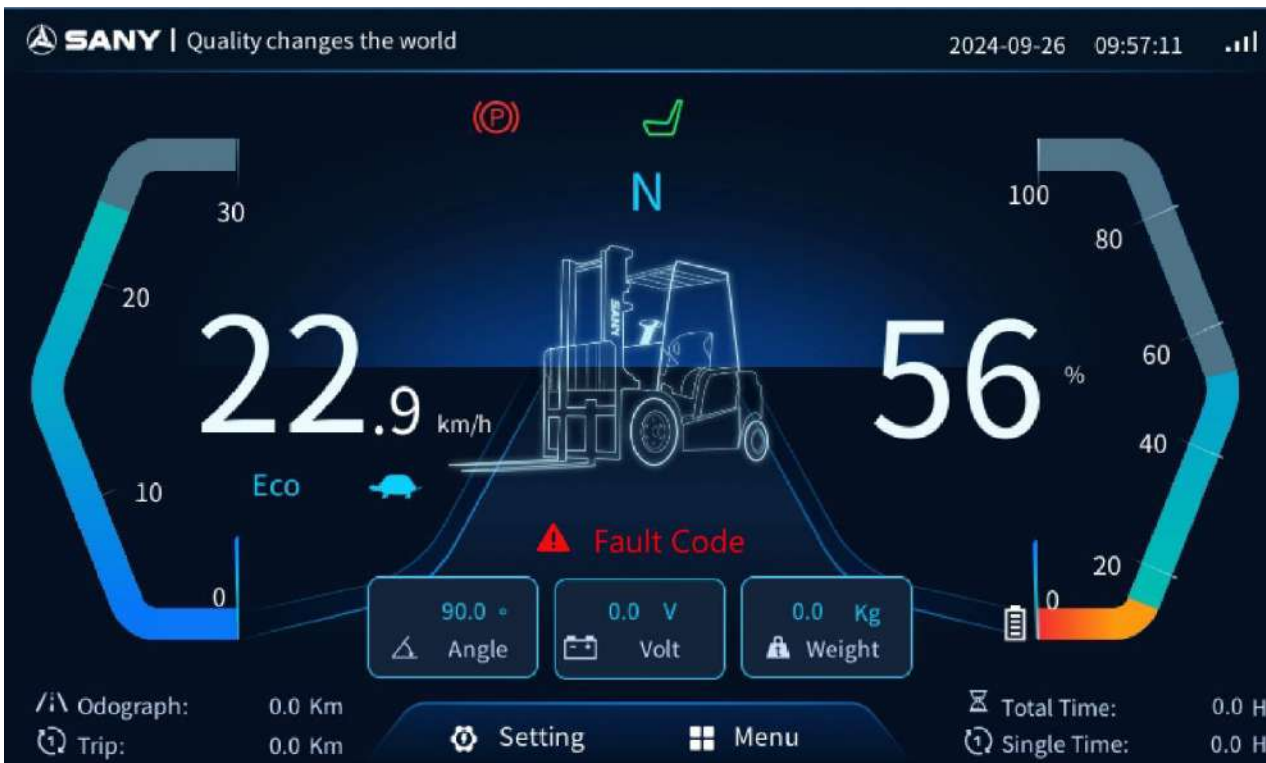 SANY | Quality changes the world
2024-09-26 09:57:11
P
N
30
20
10
0
22.9 km/h
Eco
SANY
100
80
60
40
20
0
56 %
Fault Code
90.0 °
Angle
0.0 V
Volt
0.0 Kg
Weight
Odograph: 0.0 Km
Trip: 0.0 Km
Setting
Menu
Total Time: 0.0 H
Single Time: 0.0 H